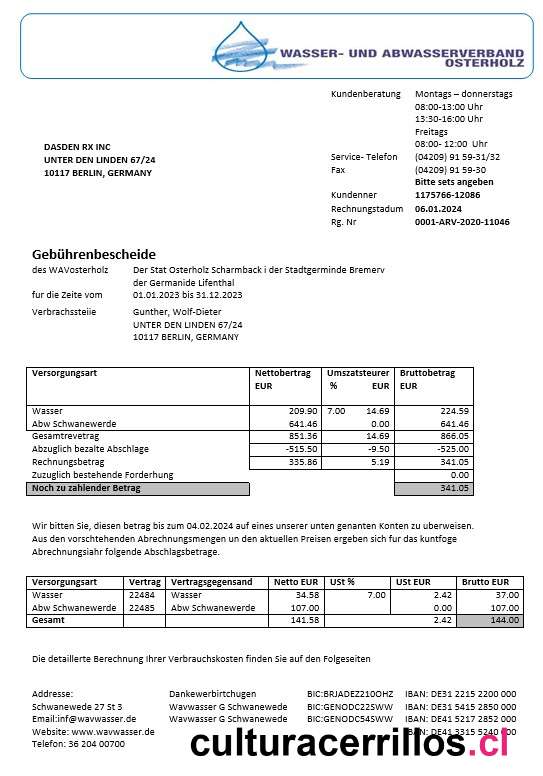 WASSER- UND ABWASSERVERBAND
OSTERHOLZ
Kundenberatung Montags – donnerstags
08:00-13:00 Uhr
13:30-16:00 Uhr
Freitags
08:00- 12:00 Uhr
Service- Telefon (04209) 91 59-31/32
Fax (04209) 91 59-30
Bitte sets angeben
Kundenner 1175766-12086
Rechnungstadum 06.01.2024
Rg. Nr 0001-ARV-2020-11046
DASDEN RX INC
UNTER DEN LINDEN 67/24
10117 BERLIN, GERMANY
Gebührenbescheide
des WAVosterholz Der Stat Osterholz Scharmback i der Stadtgerminde Bremerv
der Germanide Lifenthal
fur die Zeite vom 01.01.2023 bis 31.12.2023
Verbrachssteiie Gunther, Wolf-Dieter
UNTER DEN LINDEN 67/24
10117 BERLIN, GERMANY
Versorgungsart Nettobertrag Umszatsteurer Bruttobetrag
EUR % EUR EUR
Wasser 209.90 7.00 14.69 224.59
Abw Schwanewerde 641.46 0.00 641.46
Gesamtrevetrag 851.36 14.69 866.05
Abzuglich bezalte Abschlage -515.50 -9.50 -525.00
Rechnungsbetrag 335.86 5.19 341.05
Zuzuglich bestehende Forderhung 0.00
Noch zu zahlender Betrag 341.05
Wir bitten Sie, diesen betrag bis zum 04.02.2024 auf eines unserer unten genanten Konten zu uberweisen.
Aus den vorschtehenden Abrechnungsmengen un den aktuellen Preisen ergeben sich fur das kuntfoge
Abrechnungsiahr folgende Abschlagsbetrage.
Versorgungsart Vertrag Vertragsgegensand Netto EUR USt % USt EUR Brutto EUR
Wasser 22484 Wasser 34.58 7.00 2.42 37.00
Abw Schwanewerde 22485 Abw Schwanewerde 107.00 0.00 107.00
Gesamt 141.58 2.42 144.00
Die detaillerte Berechnung Ihrer Verbrauchskosten finden Sie auf den Folgeseiten
Addresse: Dankewerbirtchugen BIC:BRJADEZ210OHZ IBAN: DE31 2215 2200 000
Schwanewede 27 St 3 Wavwasser G Schwanewede BIC:GENODC22SWW IBAN: DE31 5415 2850 000
Email:inf@wavwasser.de Wavwasser G Schwanewede BIC:GENODC54SWW IBAN: DE41 5217 2852 000
Website: www.wavwasser.de IBAN: DE41 3315 5240 000
Telefon: 36 204 00700
culturacerrillos.cl